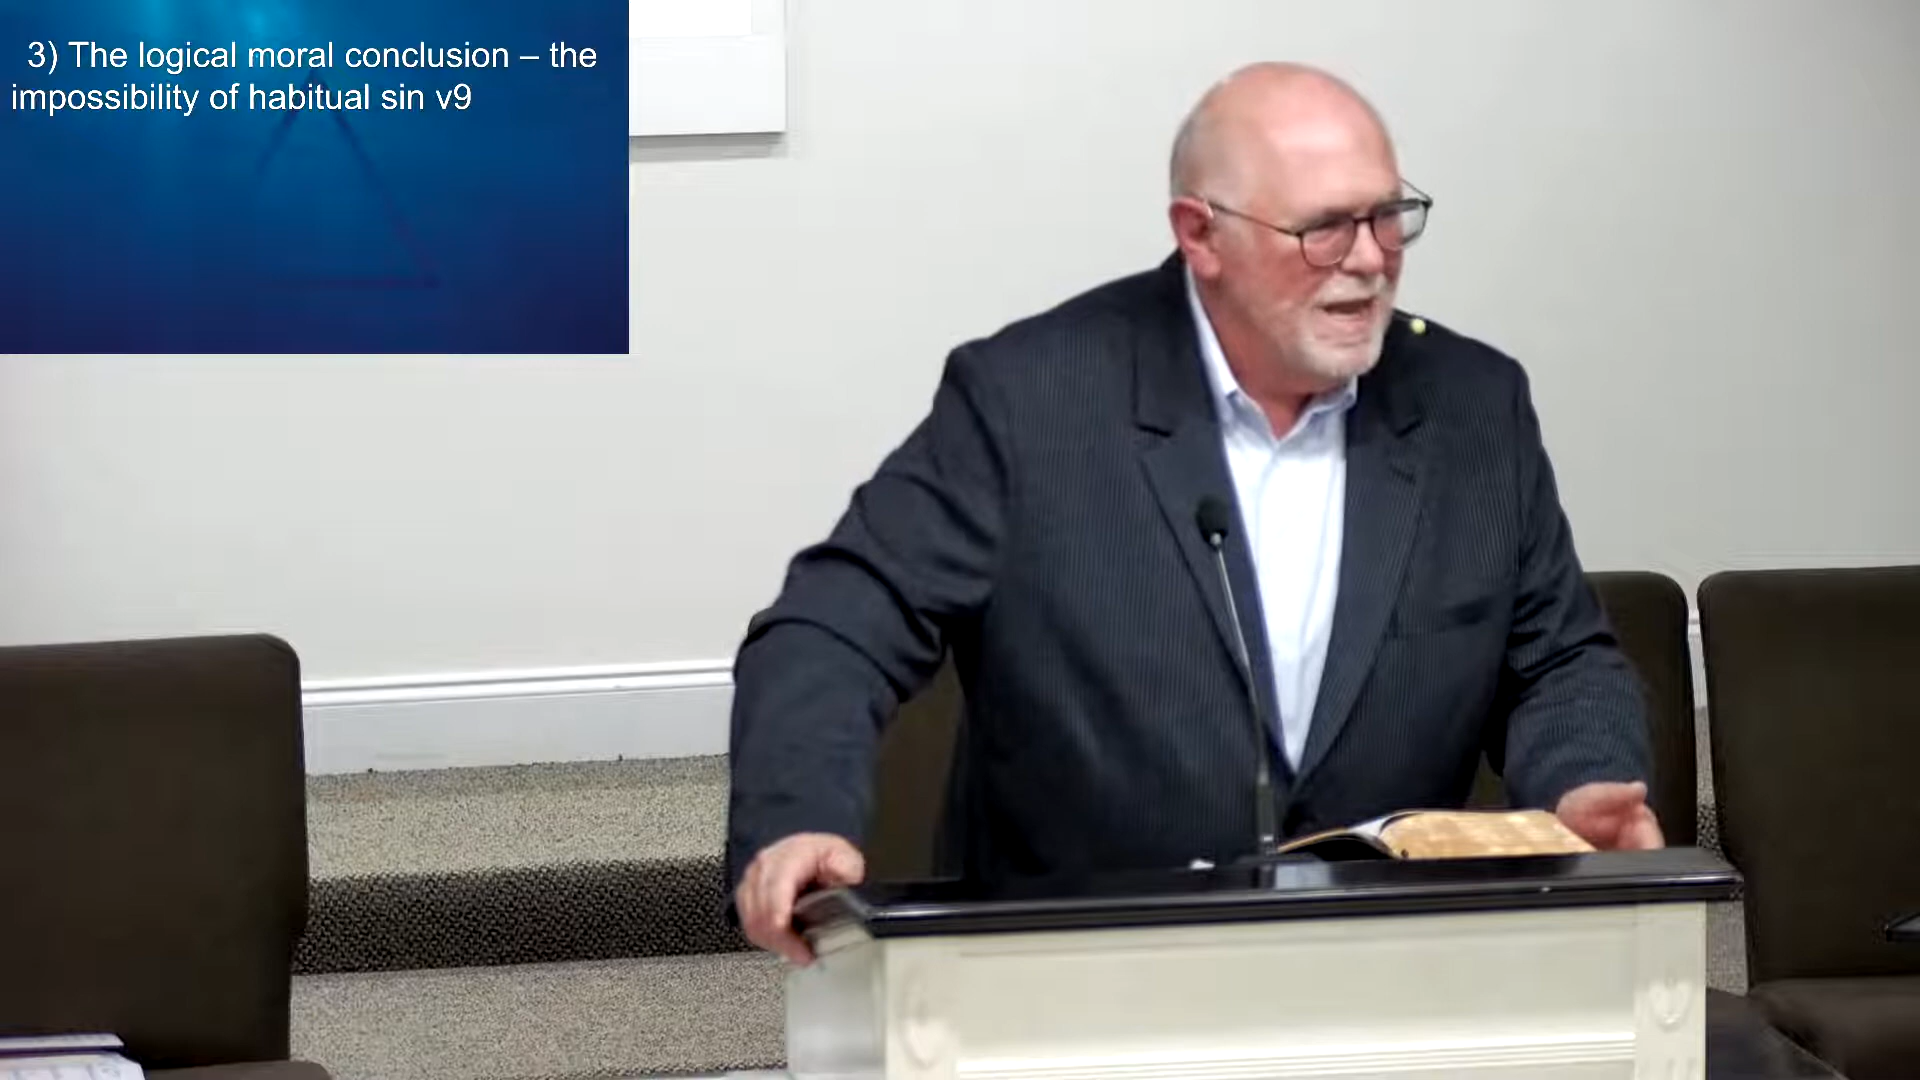 3) The logical moral conclusion – the
impossibility of habitual sin v9